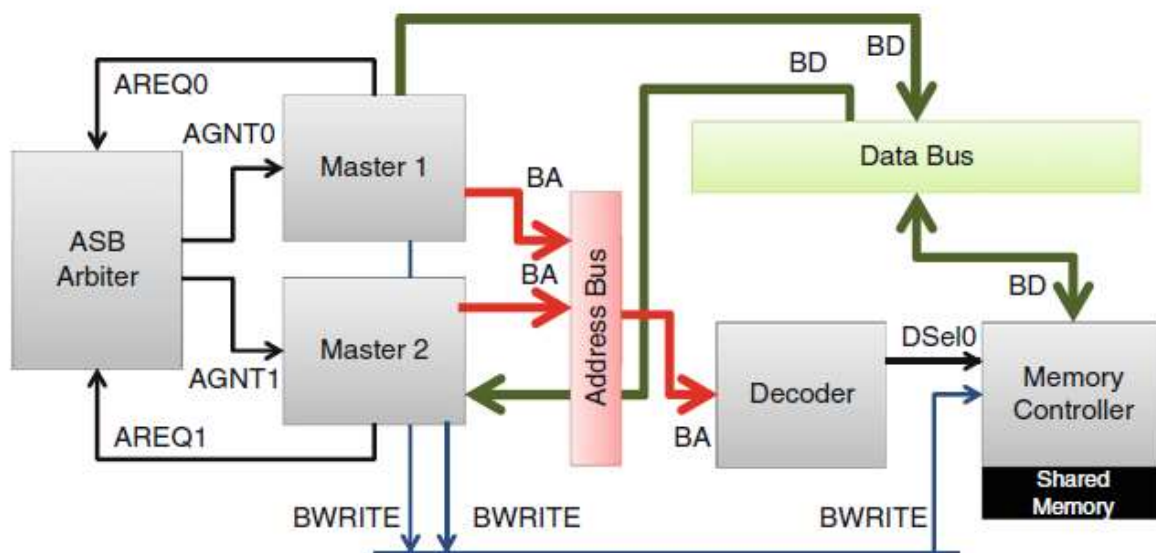 BD
BD
AREQ0
AGNT0
Master 1
Data Bus
BA
ASB
Arbiter
BA
Address Bus
BD
Master 2
DSel0
AGNT1
Decoder
Memory
Controller
BA
AREQ1
Shared
Memory
BWRITE
BWRITE
BWRITE